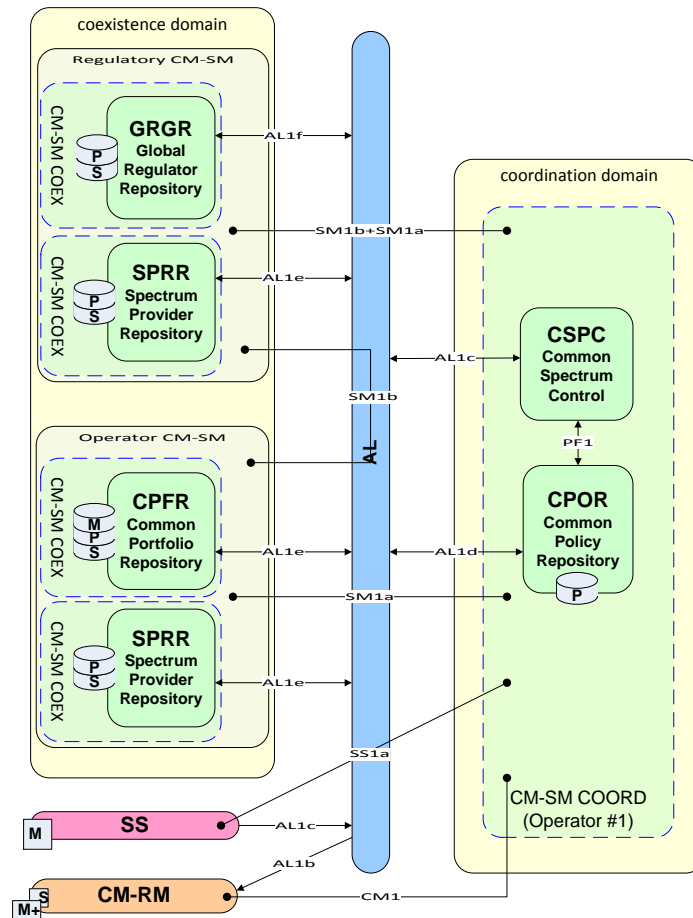 coexistence domain
Regulatory CM-SM
CM-SM COEX
P
S
GRGR
Global
Regulator
Repository
AL1f
SM1b+SM1a
CM-SM COEX
P
S
SPRR
Spectrum
Provider
Repository
AL1e
SM1b
AL
Operator CM-SM
CM-SM COEX
M
P
S
CPFR
Common
Portfolio
Repository
AL1e
SM1a
CM-SM COEX
P
S
SPRR
Spectrum
Provider
Repository
AL1e
coordination domain
CSPC
Common
Spectrum
Control
AL1c
PF1
CPOR
Common
Policy
Repository
P
AL1d
SS1a
CM-SM COORD
(Operator #1)
M
SS
AL1c
AL1b
S
M+
CM-RM
CM1